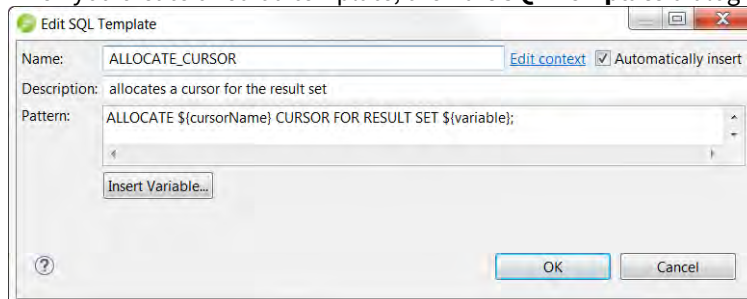 Edit SQL Template
X
Name: ALLOCATE_CURSOR Edit context Automatically insert
Description: allocates a cursor for the result set
Pattern: ALLOCATE ${cursorName} CURSOR FOR RESULT SET ${variable};
Insert Variable...
? OK Cancel